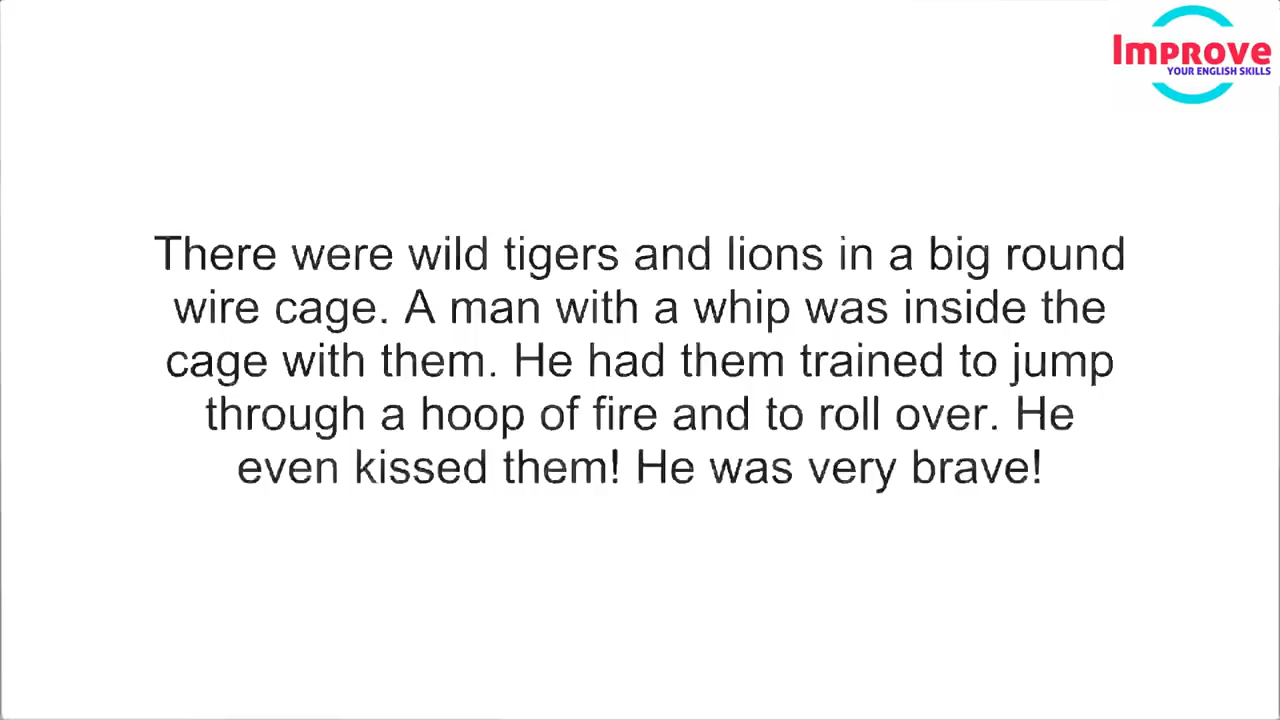 Improve
YOUR ENGLISH SKILLS
There were wild tigers and lions in a big round
wire cage. A man with a whip was inside the
cage with them. He had them trained to jump
through a hoop of fire and to roll over. He
even kissed them! He was very brave!